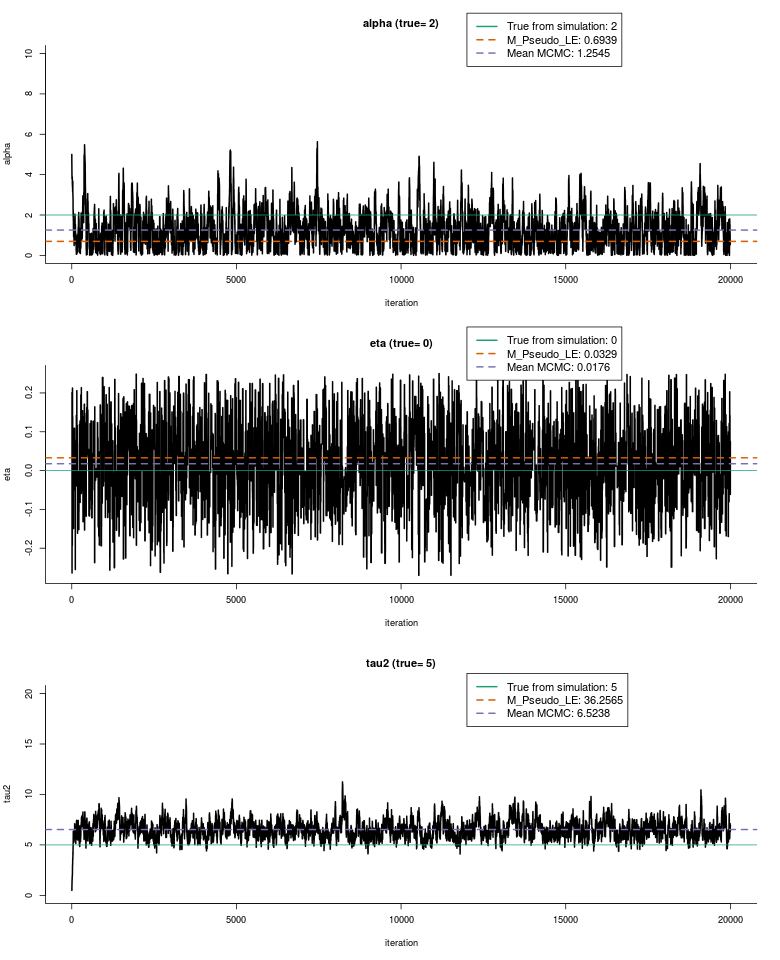 alpha (true= 2)
True from simulation: 2
M_Pseudo_LE: 0.6939
Mean MCMC: 1.2545
10
8
6
4
2
0
alpha
0 5000 10000 15000 20000
iteration
eta (true= 0)
True from simulation: 0
M_Pseudo_LE: 0.0329
Mean MCMC: 0.0176
0.2
0.1
0.0
-0.1
-0.2
eta
0 5000 10000 15000 20000
iteration
tau2 (true= 5)
True from simulation: 5
M_Pseudo_LE: 36.2565
Mean MCMC: 6.5238
20
15
10
5
0
tau2
0 5000 10000 15000 20000
iteration